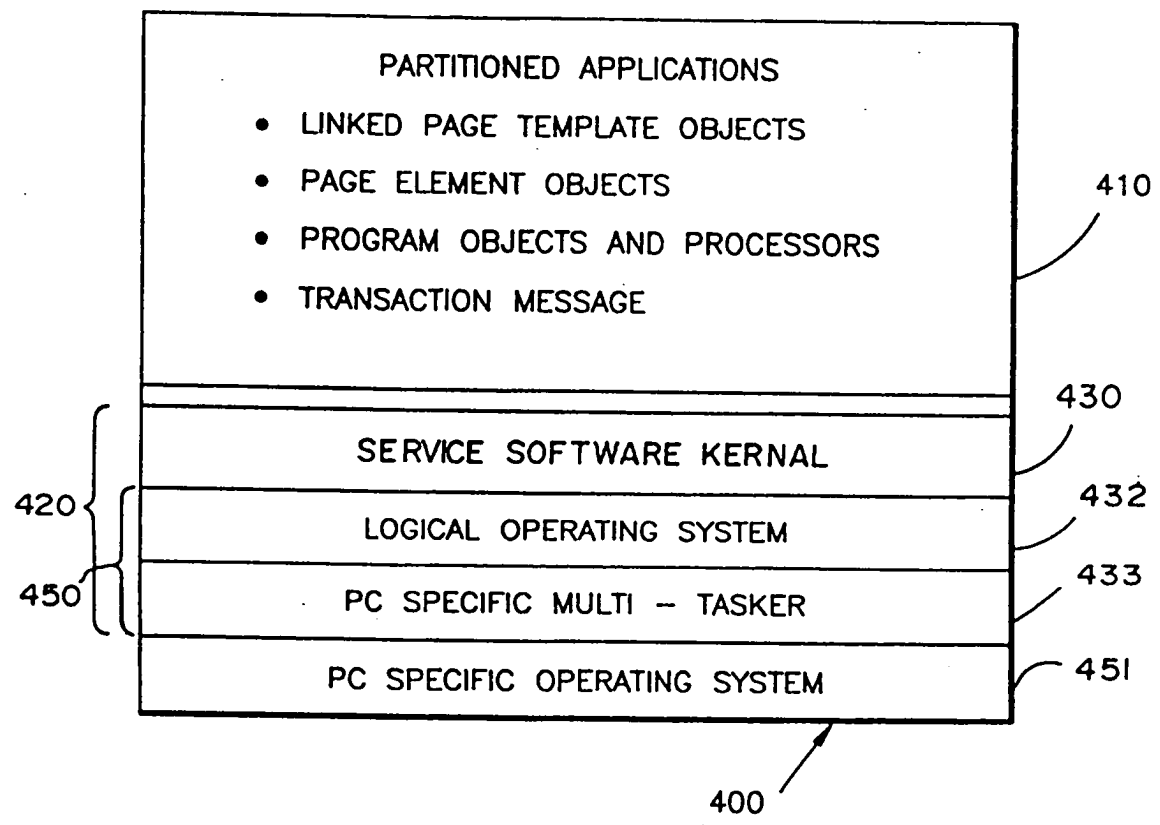 PARTITIONED APPLICATIONS
• LINKED PAGE TEMPLATE OBJECTS
• PAGE ELEMENT OBJECTS
• PROGRAM OBJECTS AND PROCESSORS
• TRANSACTION MESSAGE
410
430
SERVICE SOFTWARE KERNAL
420
432
LOGICAL OPERATING SYSTEM
433
450
PC SPECIFIC MULTI – TASKER
451
PC SPECIFIC OPERATING SYSTEM
400